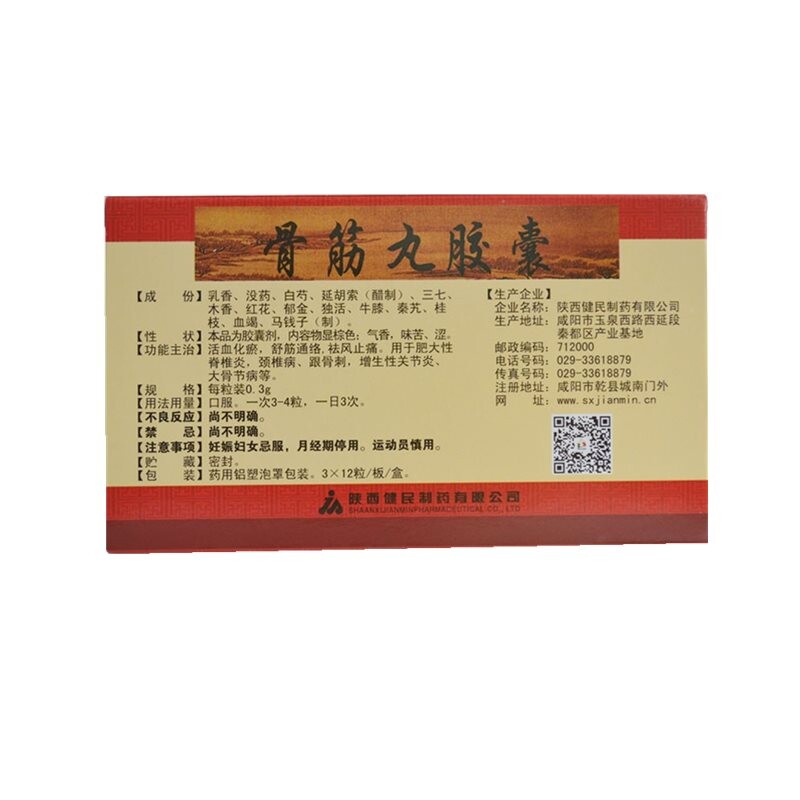 骨筋丸胶囊
【成　份】乳香、没药、白芍、延胡索（醋制）、三七、
木香、红花、郁金、独活、牛膝、秦艽、桂
枝、血竭、马钱子（制）。
【性　状】本品为胶囊剂，内容物显棕色；气香，味苦、涩。
【功能主治】活血化瘀，舒筋通络，祛风止痛。用于肥大性
脊椎炎，颈椎病、跟骨刺，增生性关节炎、
大骨节病等。
【规　格】每粒装0.3g
【用法用量】口服。一次3-4粒，一日3次。
【不良反应】尚不明确。
【禁　忌】尚不明确。
【注意事项】妊娠妇女忌服，月经期停用。运动员慎用。
【贮　藏】密封。
【包　装】药用铝塑泡罩包装。3×12粒/板/盒。
【生产企业】
企业名称：陕西健民制药有限公司
生产地址：咸阳市玉泉西路西延段
秦都区产业基地
邮政编码：712000
电话号码：029-33618879
传真号码：029-33618879
注册地址：咸阳市乾县城南门外
网　　址：www.sxjianmin.cn
陕西健民制药有限公司
SHAANXIJIANMINPHARMACEUTICAL CO., LTD